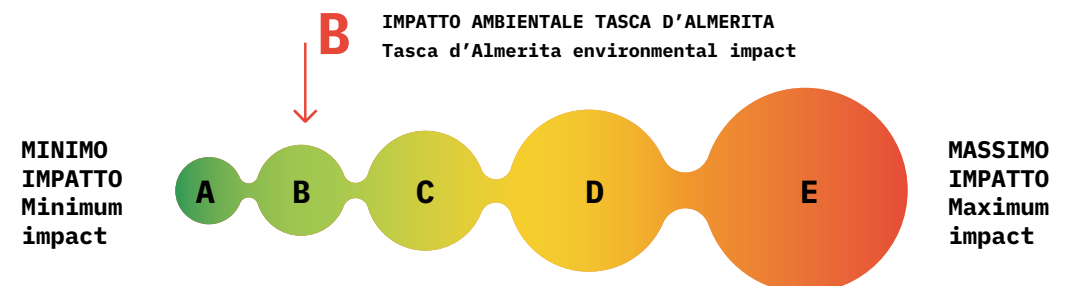 B
IMPATTO AMBIENTALE TASCA D’ALMERITA
Tasca d’Almerita environmental impact
MINIMO
IMPATTO
Minimum
impact
A B C D E
MASSIMO
IMPATTO
Maximum
impact